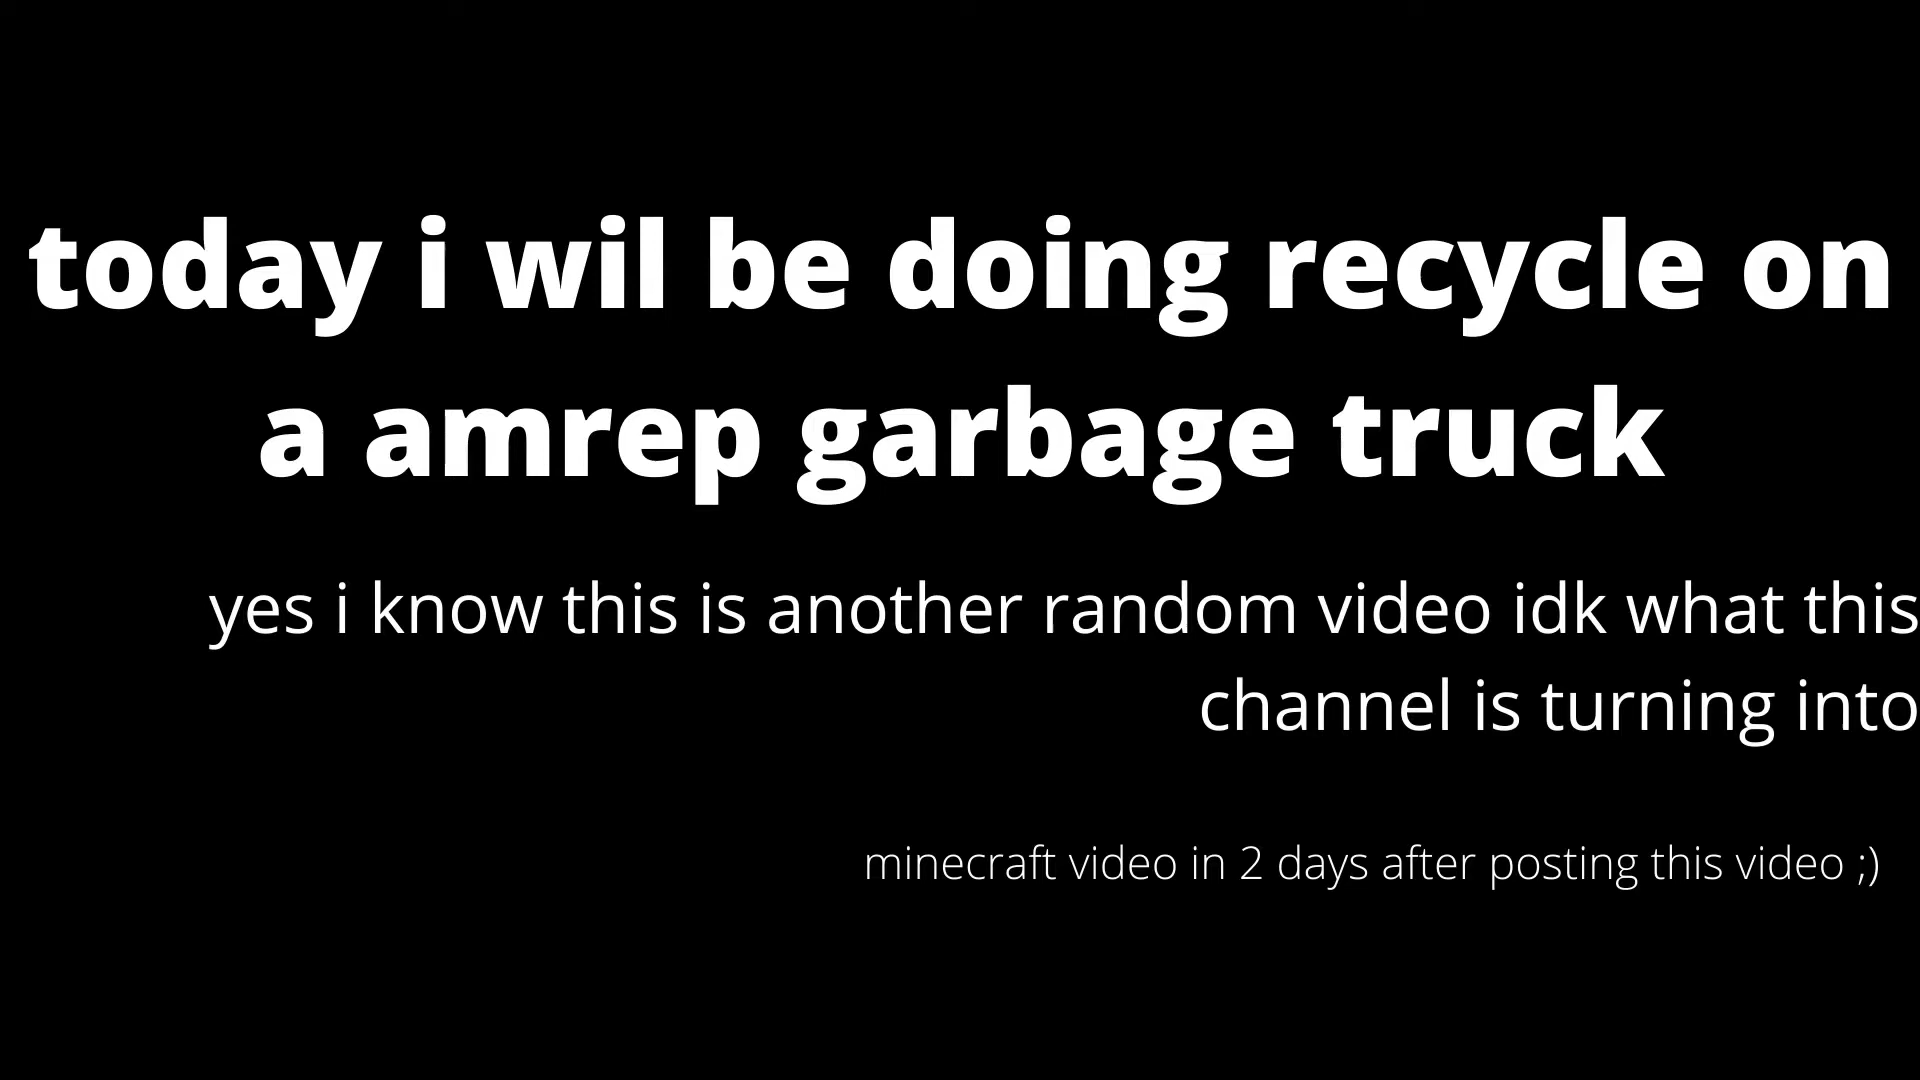 today i wil be doing recycle on
a amrep garbage truck
yes i know this is another random video idk what this
channel is turning into
minecraft video in 2 days after posting this video ;)